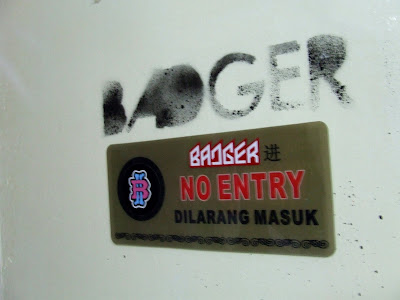 BADGER
BADGER 进
NO ENTRY
DILARANG MASUK